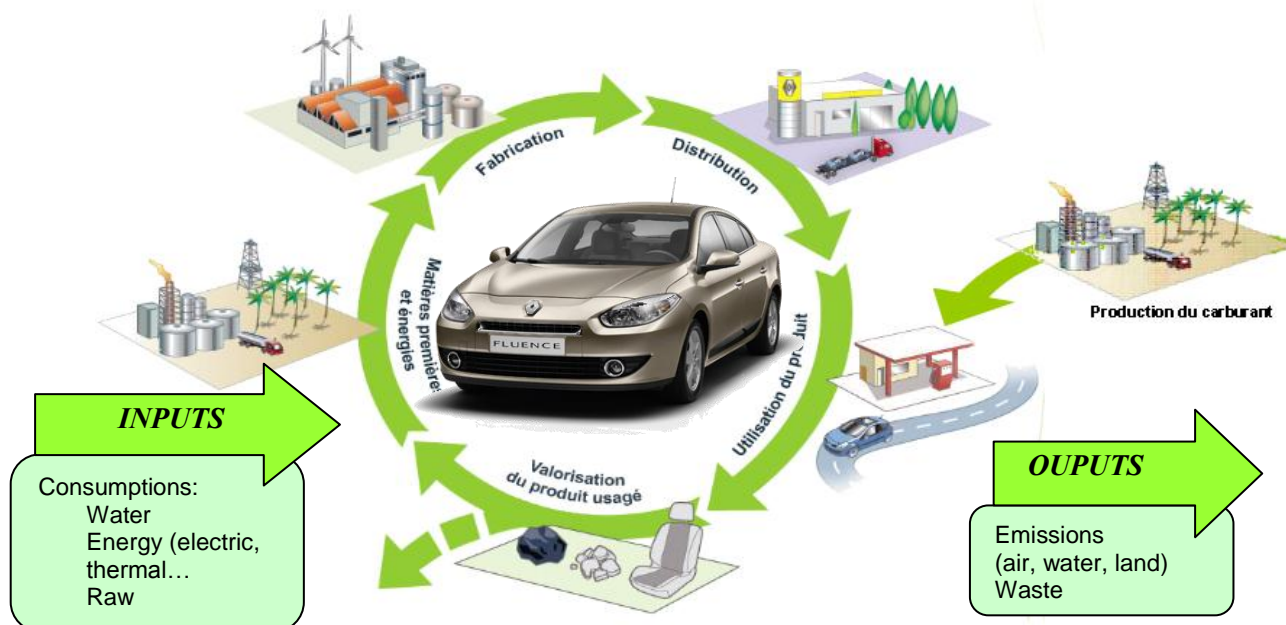 Fabrication
Distribution
Matières premières
et énergies
FLUENCE
Utilisation du produit
Production du carburant
Valorisation
du produit usagé
INPUTS
Consumptions:
Water
Energy (electric,
thermal…
Raw
OUPUTS
Emissions
(air, water, land)
Waste